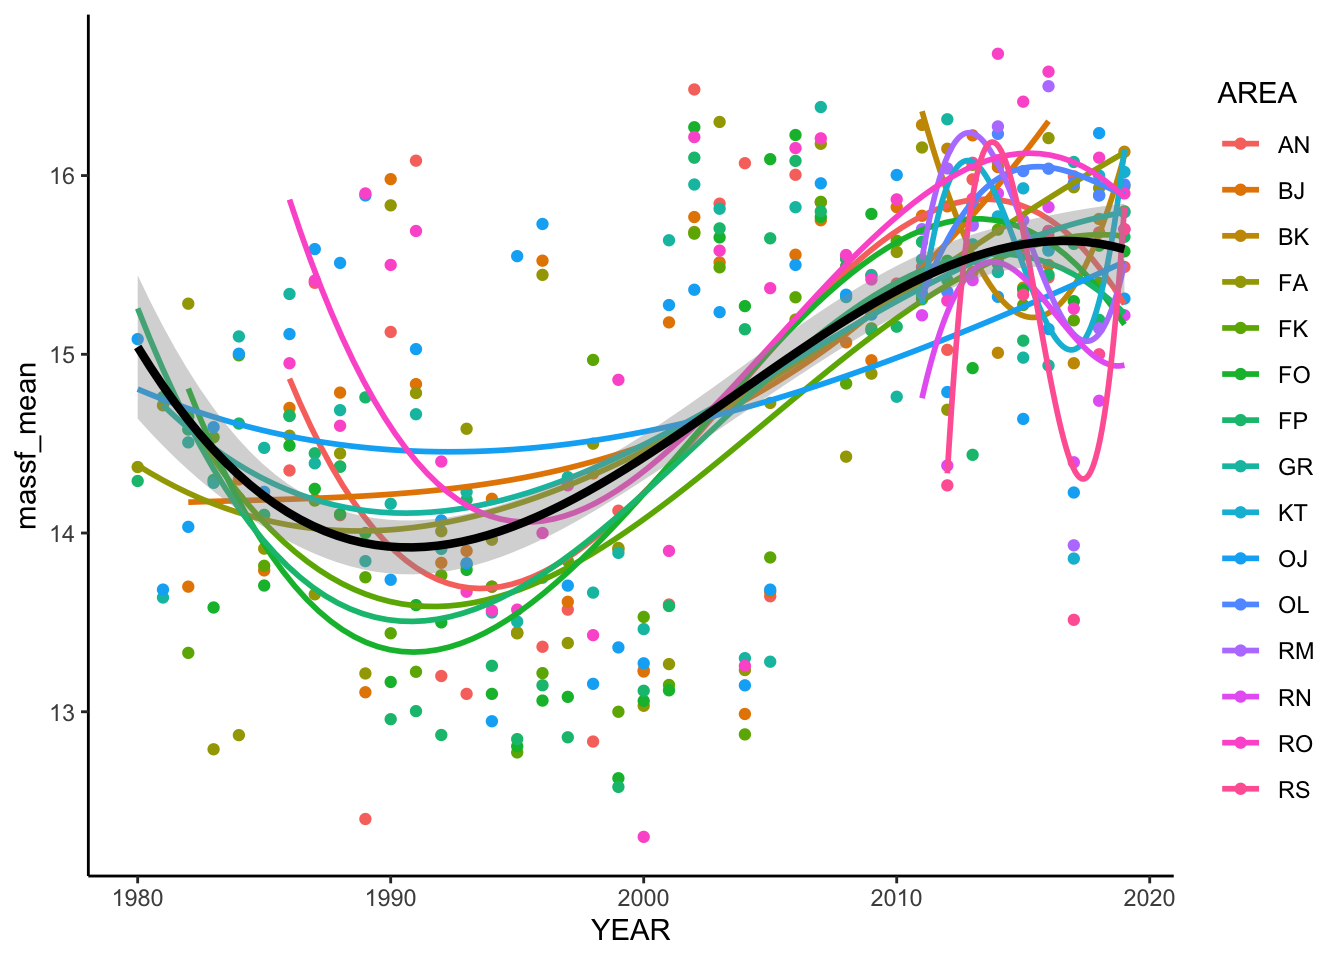 massf_mean
16
15
14
13
1980
1990
2000
2010
2020
YEAR
AREA
AN
BJ
BK
FA
FK
FO
FP
GR
KT
OJ
OL
RM
RN
RO
RS